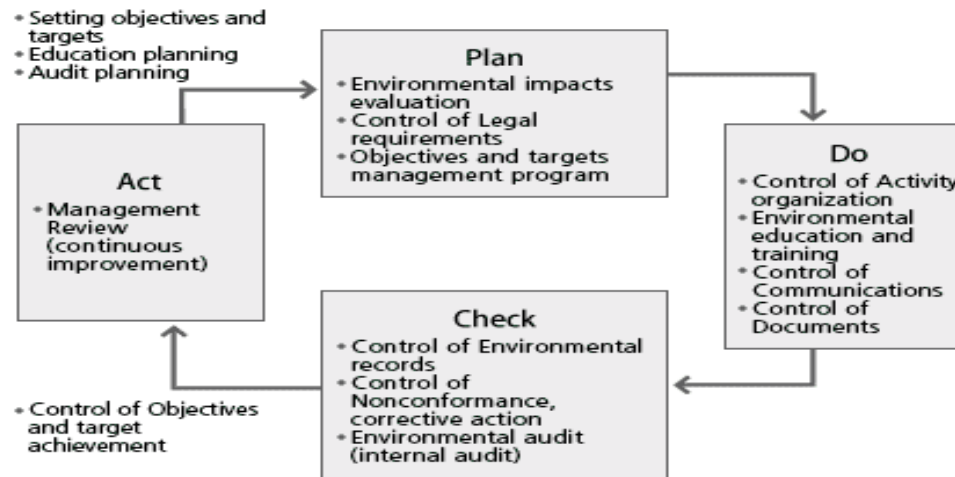 • Setting objectives and
targets
• Education planning
• Audit planning
Plan
• Environmental impacts
evaluation
• Control of Legal
requirements
• Objectives and targets
management program
Do
• Control of Activity
organization
• Environmental
education and
training
• Control of
Communications
• Control of
Documents
Check
• Control of Environmental
records
• Control of
Nonconformance,
corrective action
• Environmental audit
(internal audit)
• Control of Objectives
and target
achievement
Act
• Management
Review
(continuous
improvement)